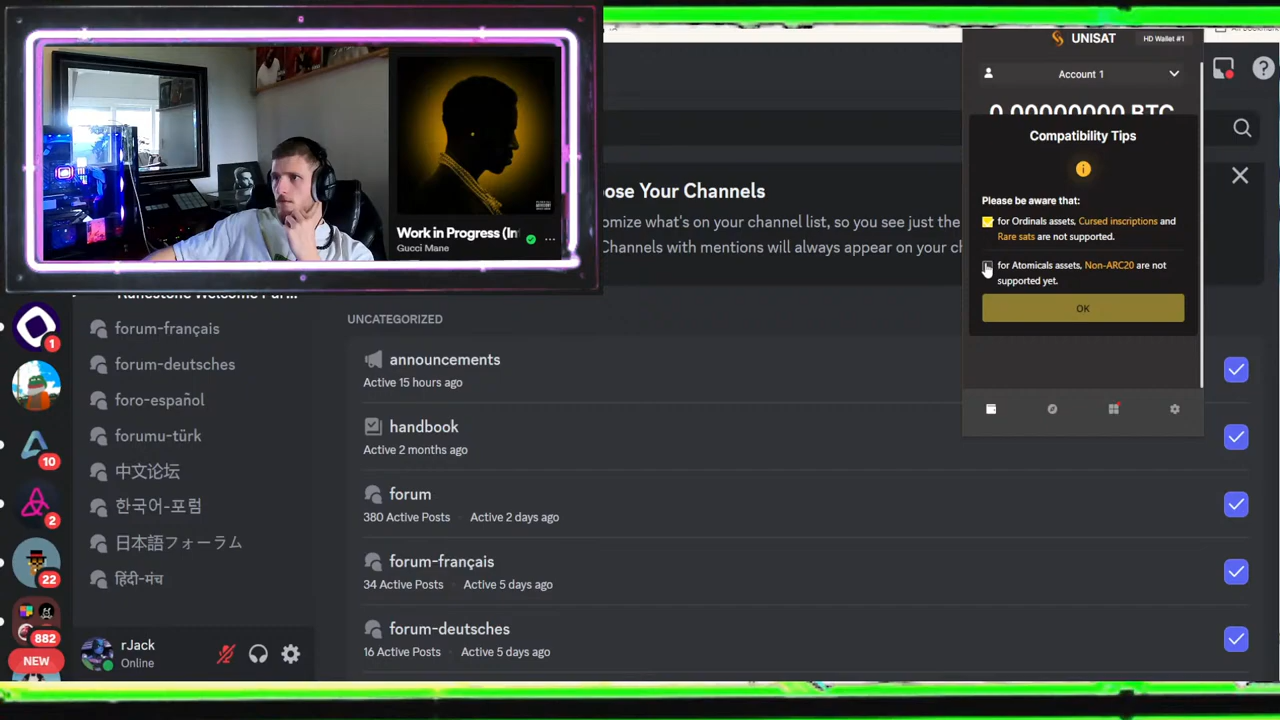 Work in Progress (In
Gucci Mane
UNISAT
HD Wallet #1
Account 1
0.00000000 BTC
Compatibility Tips
Please be aware that:
for Ordinals assets, Cursed inscriptions and
Rare sats are not supported.
for Atomicals assets, Non-ARC20 are not
supported yet.
OK
ose Your Channels
omize what's on your channel list, so you see just the
Channels with mentions will always appear on your ch
forum-français
forum-deutsches
foro-español
forumu-türk
中文论坛
한국어-포럼
日本語フォーラム
हिंदी-मंच
1
10
2
22
882
NEW
rJack
Online
UNCATEGORIZED
announcements
Active 15 hours ago
handbook
Active 2 months ago
forum
380 Active Posts
Active 2 days ago
forum-français
34 Active Posts
Active 5 days ago
forum-deutsches
16 Active Posts
Active 5 days ago